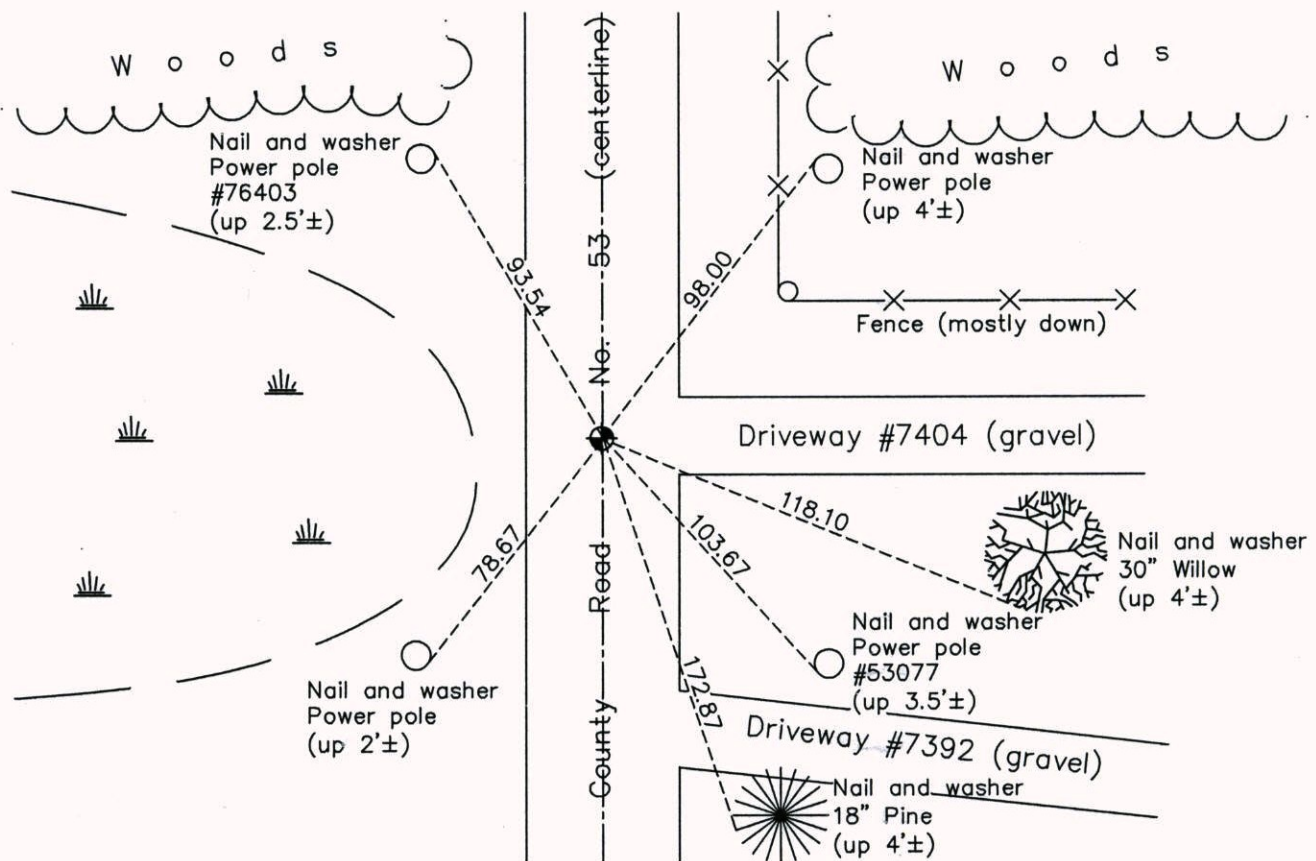 Woods
Woods
Nail and washer
Power pole
#76403
(up 2.5'±)
Nail and washer
Power pole
(up 4'±)
93.54
98.00
Fence (mostly down)
County Road No. 53 (centerline)
Driveway #7404 (gravel)
118.10
78.67
103.67
172.87
Nail and washer
30" Willow
(up 4'±)
Nail and washer
Power pole
#53077
(up 3.5'±)
Nail and washer
Power pole
(up 2'±)
Driveway #7392 (gravel)
Nail and washer
18" Pine
(up 4'±)